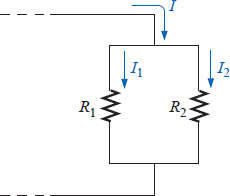 I
I₁ I₂
R₁ R₂